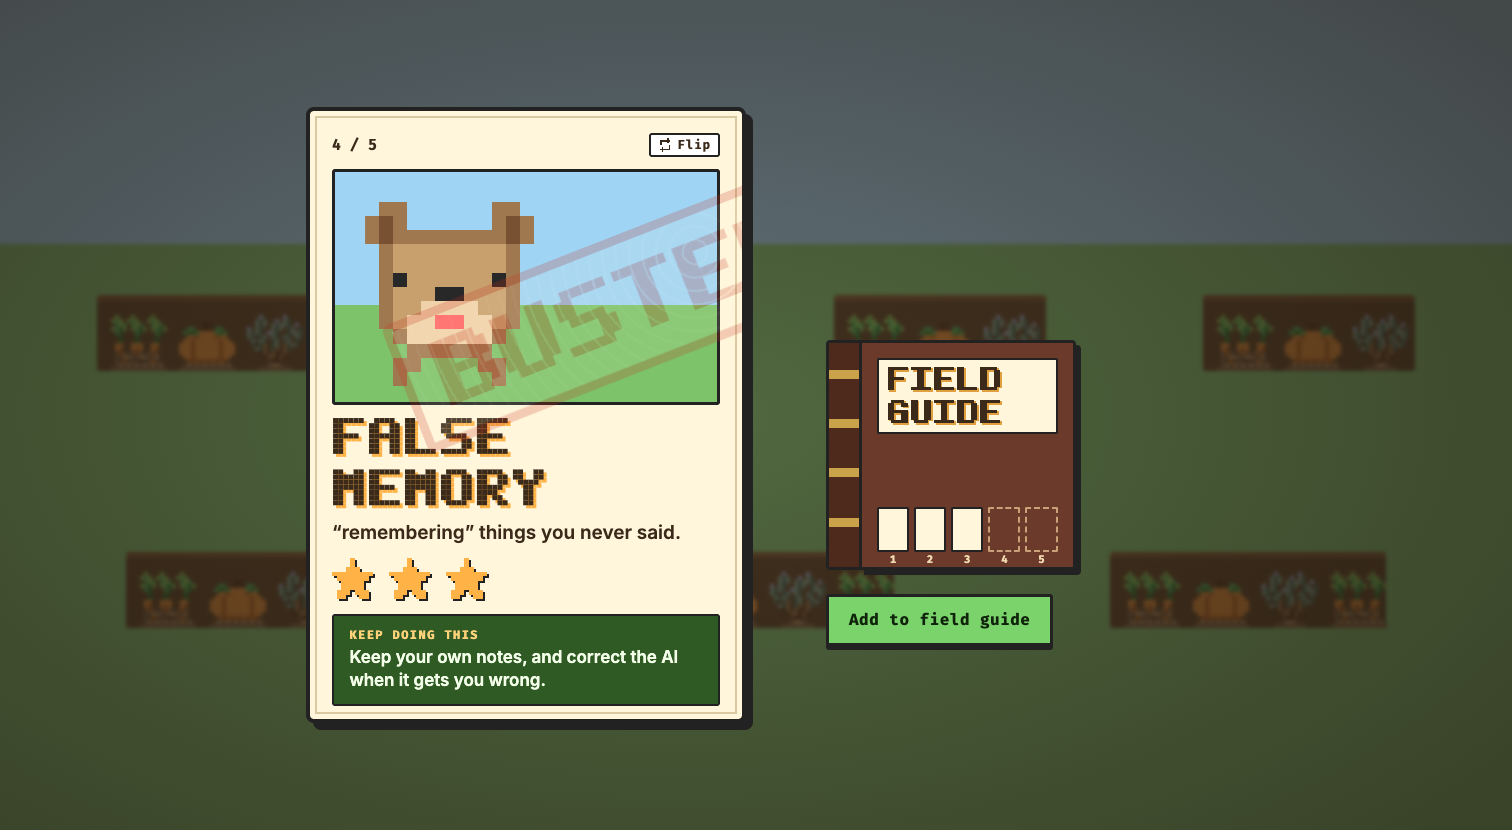 4 / 5
Flip
BUSTE
FALSE
MEMORY
“remembering” things you never said.
KEEP DOING THIS
Keep your own notes, and correct the AI
when it gets you wrong.
FIELD
GUIDE
1 2 3 4 5
Add to field guide